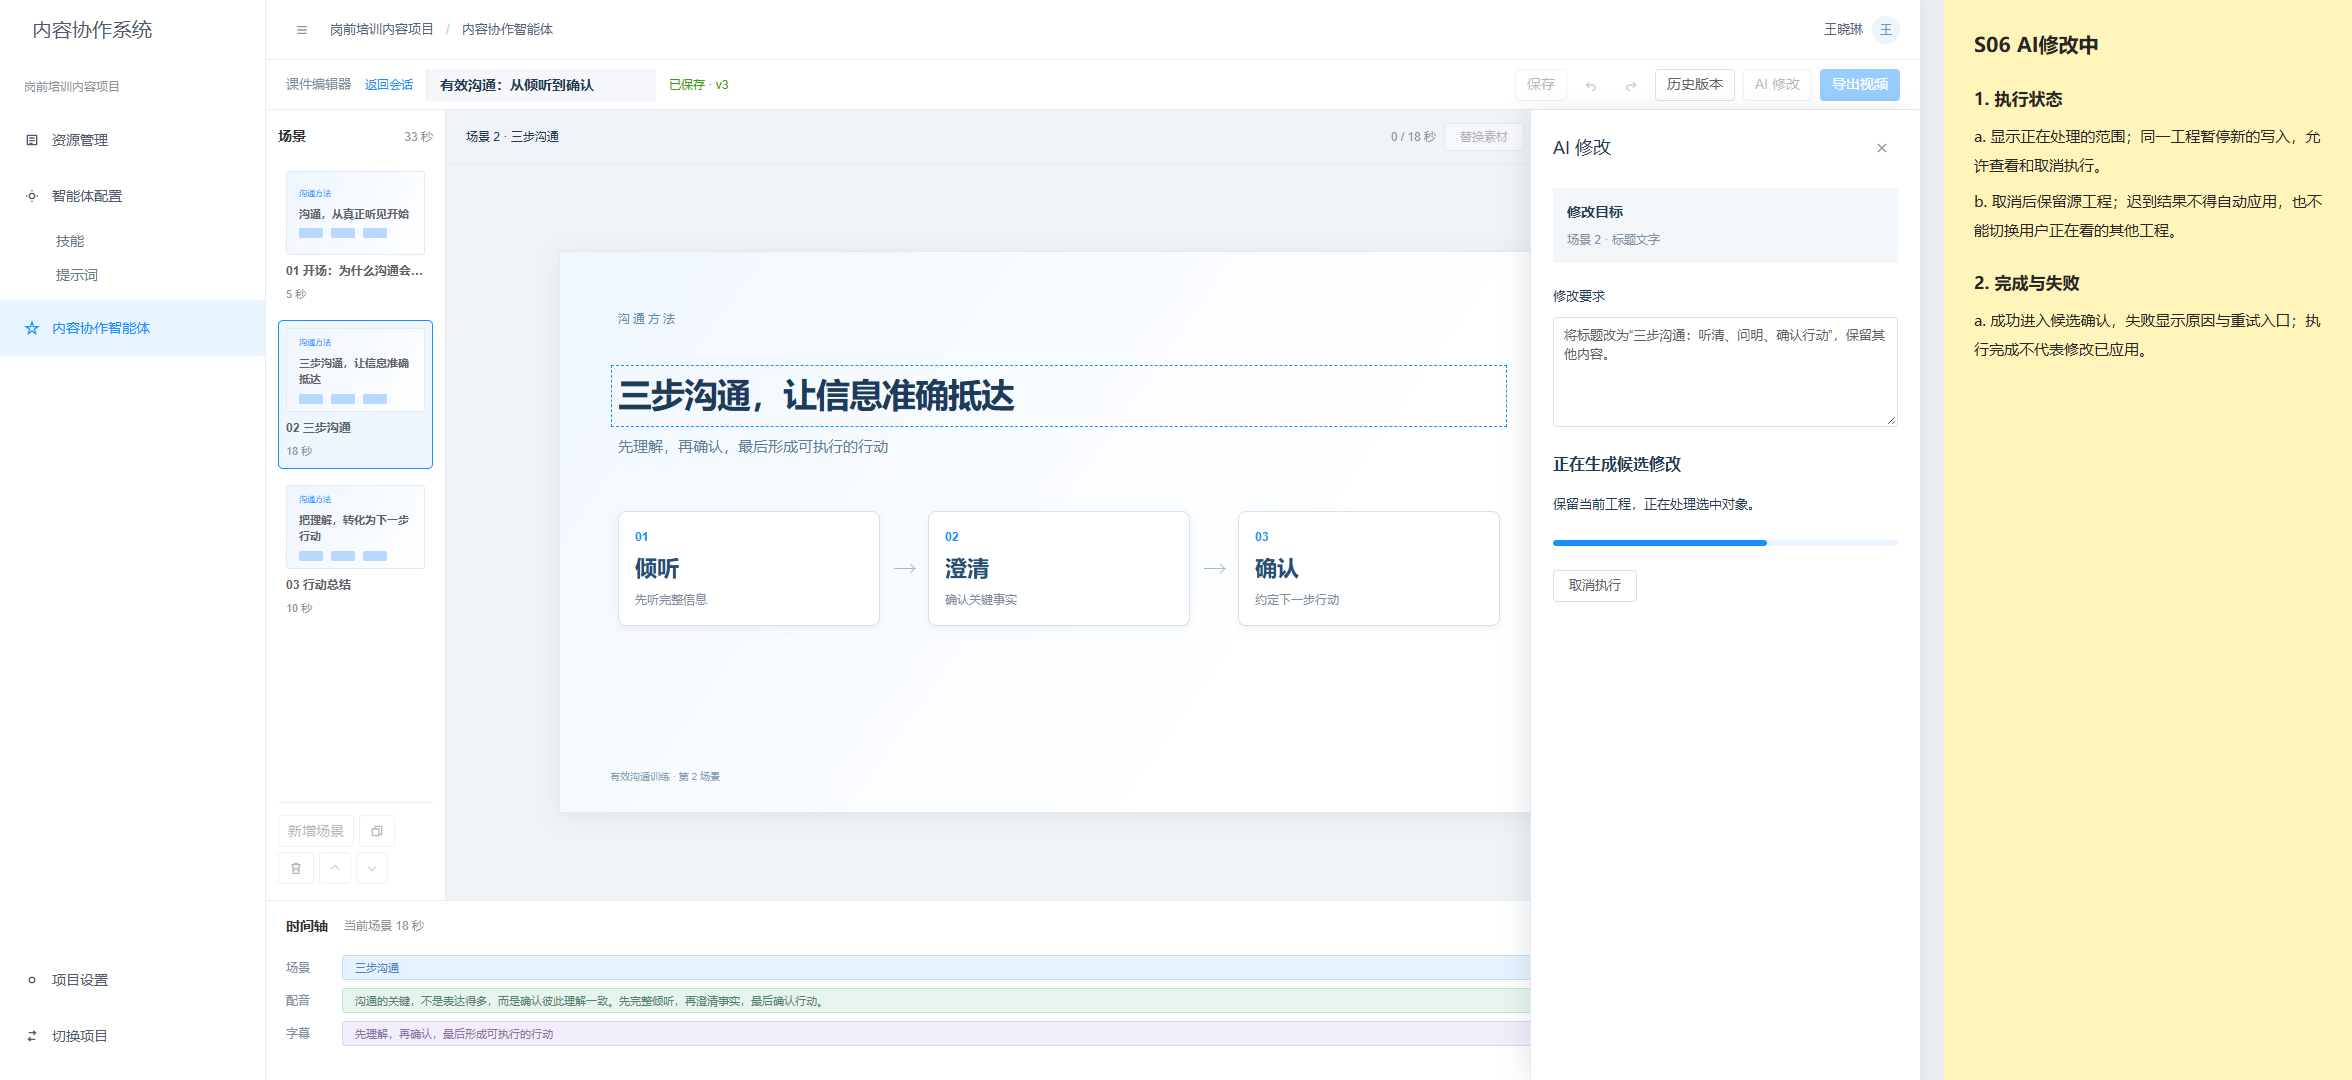 内容协作系统
岗前培训内容项目
资源管理
智能体配置
技能
提示词
内容协作智能体
项目设置
切换项目
岗前培训内容项目 / 内容协作智能体
王晓琳 王
课件编辑器 返回会话 有效沟通：从倾听到确认 已保存 · v3
保存 历史版本 AI 修改 导出视频
场景 33 秒
沟通方法
沟通，从真正听见开始
01 开场：为什么沟通会...
5 秒
沟通方法
三步沟通，让信息准确
抵达
02 三步沟通
18 秒
沟通方法
把理解，转化为下一步
行动
03 行动总结
10 秒
新增场景
场景 2 · 三步沟通 0 / 18 秒 替换素材
沟通方法
三步沟通，让信息准确抵达
先理解，再确认，最后形成可执行的行动
01
倾听
先听完整信息
02
澄清
确认关键事实
03
确认
约定下一步行动
有效沟通训练 · 第 2 场景
时间轴 当前场景 18 秒
场景 三步沟通
配音 沟通的关键，不是表达得多，而是确认彼此理解一致。先完整倾听，再澄清事实，最后确认行动。
字幕 先理解，再确认，最后形成可执行的行动
AI 修改
修改目标
场景 2 · 标题文字
修改要求
将标题改为“三步沟通：听清、问明、确认行动”，保留其
他内容。
正在生成候选修改
保留当前工程，正在处理选中对象。
取消执行
S06 AI修改中
1. 执行状态
a. 显示正在处理的范围；同一工程暂停新的写入，允
许查看和取消执行。
b. 取消后保留源工程；迟到结果不得自动应用，也不
能切换用户正在看的其他工程。
2. 完成与失败
a. 成功进入候选确认，失败显示原因与重试入口；执
行完成不代表修改已应用。